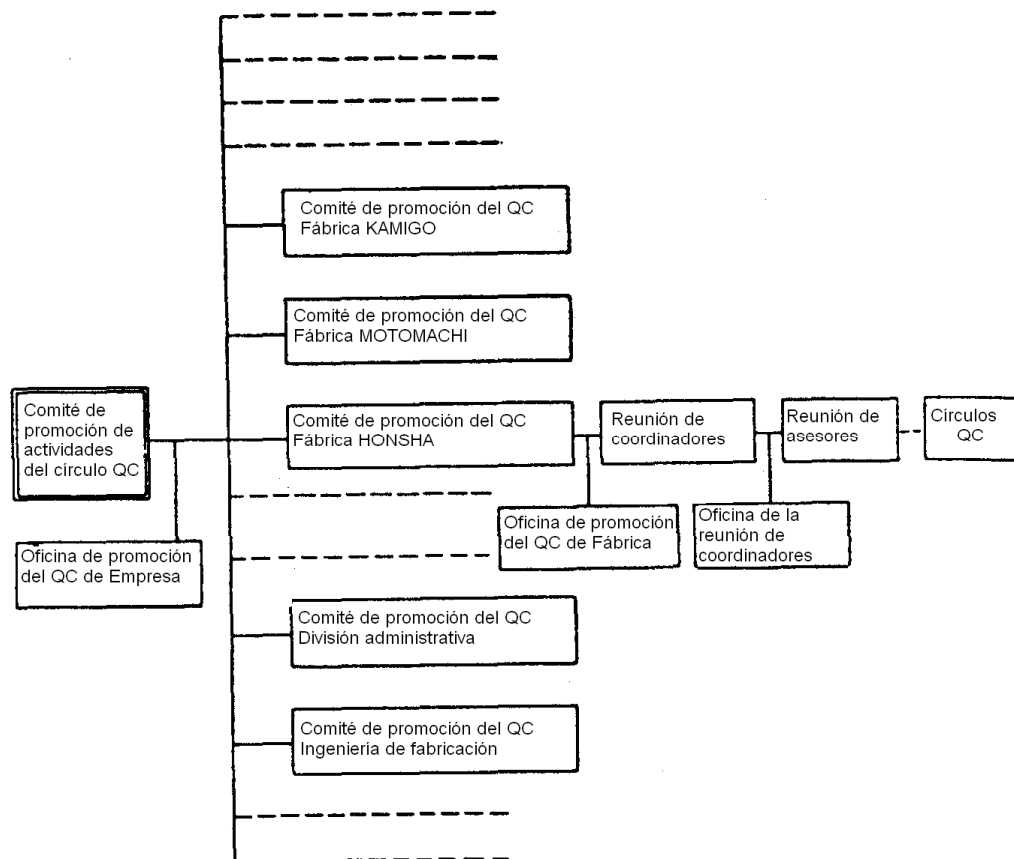 Comité de promoción del QC
Fábrica KAMIGO
Comité de promoción del QC
Fábrica MOTOMACHI
Comité de
promoción de
actividades
del círculo QC
Comité de promoción del QC
Fábrica HONSHA
Reunión de
coordinadores
Reunión de
asesores
Círculos
QC
Oficina de promoción
del QC de Empresa
Oficina de promoción
del QC de Fábrica
Oficina de la
reunión de
coordinadores
Comité de promoción del QC
División administrativa
Comité de promoción del QC
Ingenieria de fabricación